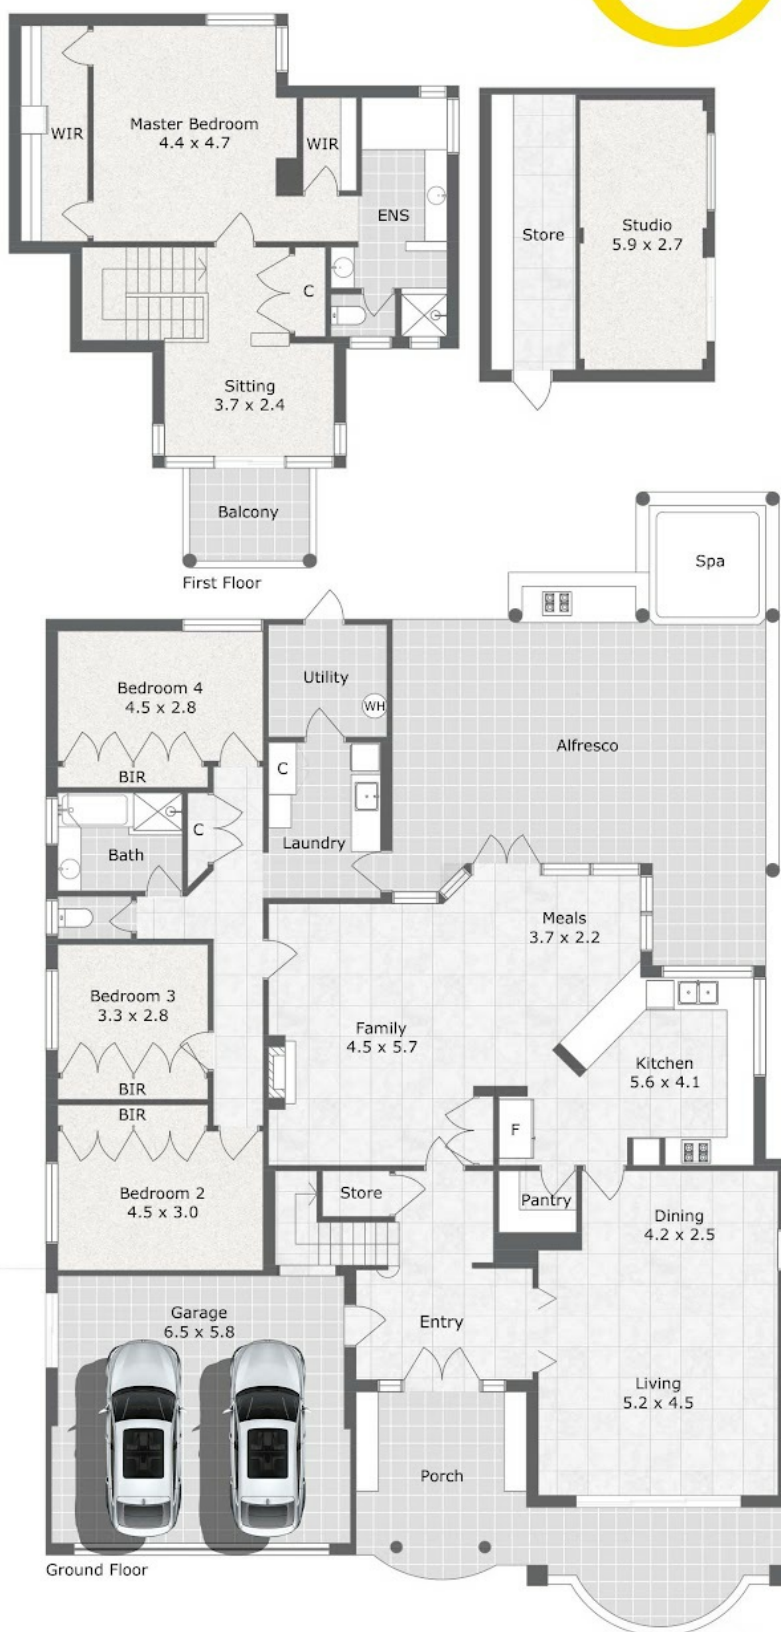 Master Bedroom
4.4 x 4.7
WIR
WIR
ENS
C
Sitting
3.7 x 2.4
Balcony
First Floor
Store
Studio
5.9 x 2.7
Spa
Bedroom 4
4.5 x 2.8
BIR
Utility
WH
Alfresco
C
Laundry
C
Bath
Meals
3.7 x 2.2
Bedroom 3
3.3 x 2.8
BIR
Family
4.5 x 5.7
Kitchen
5.6 x 4.1
F
BIR
Bedroom 2
4.5 x 3.0
Store
Pantry
Dining
4.2 x 2.5
Garage
6.5 x 5.8
Entry
Living
5.2 x 4.5
Porch
Ground Floor